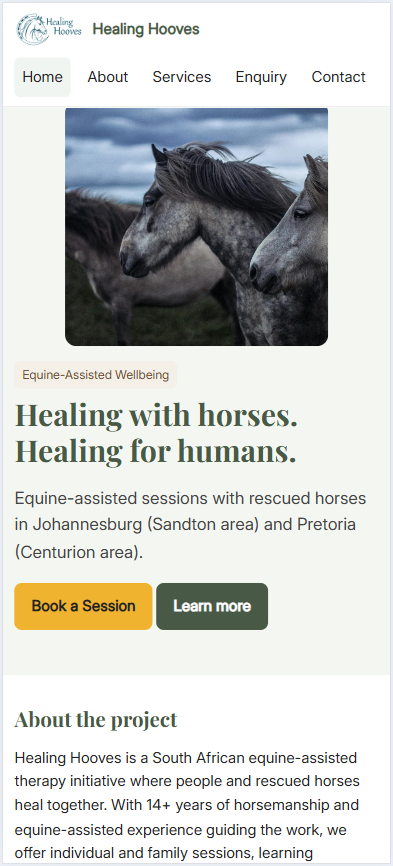 Healing
Hooves
Healing Hooves
Home About Services Enquiry Contact
Equine-Assisted Wellbeing
Healing with horses.
Healing for humans.
Equine-assisted sessions with rescued horses
in Johannesburg (Sandton area) and Pretoria
(Centurion area).
Book a Session Learn more
About the project
Healing Hooves is a South African equine-assisted
therapy initiative where people and rescued horses
heal together. With 14+ years of horsemanship and
equine-assisted experience guiding the work, we
offer individual and family sessions, learning